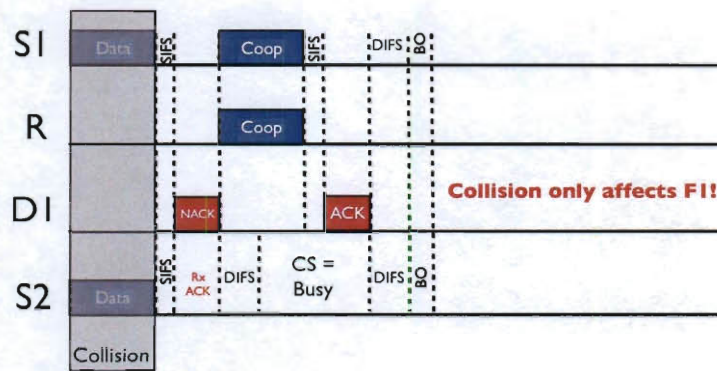 S1 Data SIFS Coop SIFS DIFS BO
R Coop
Collision only affects F1!
D1 NACK ACK
S2 Data SIFS Rx ACK DIFS CS = Busy DIFS BO
Collision